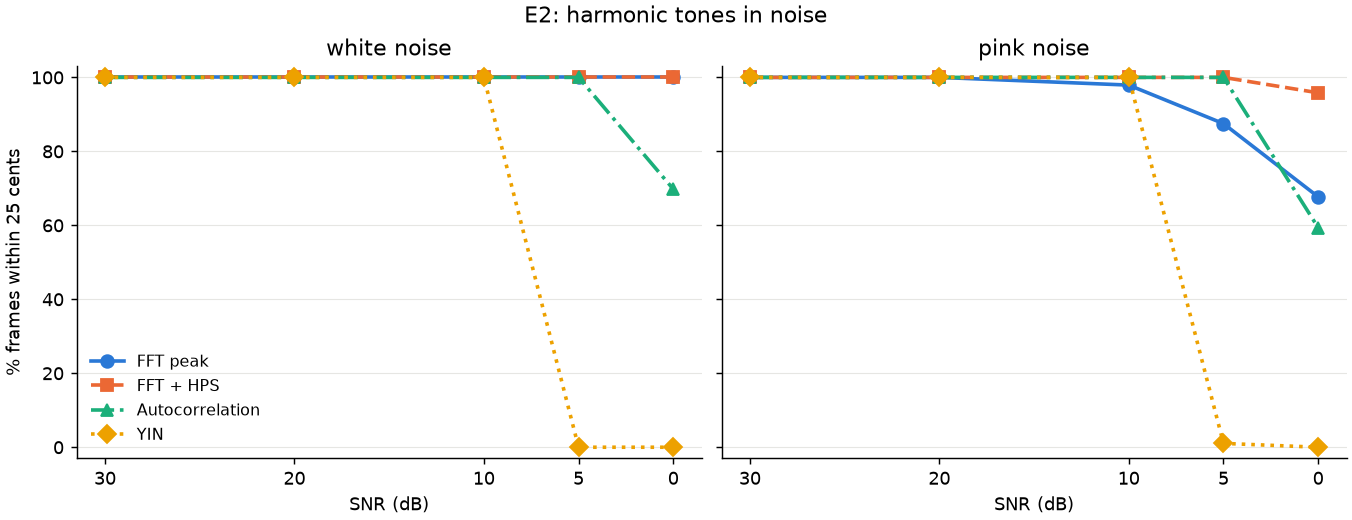 E2: harmonic tones in noise
white noise
pink noise
% frames within 25 cents
100
80
60
40
20
0
FFT peak
FFT + HPS
Autocorrelation
YIN
30 20 10 5 0
30 20 10 5 0
SNR (dB)
SNR (dB)